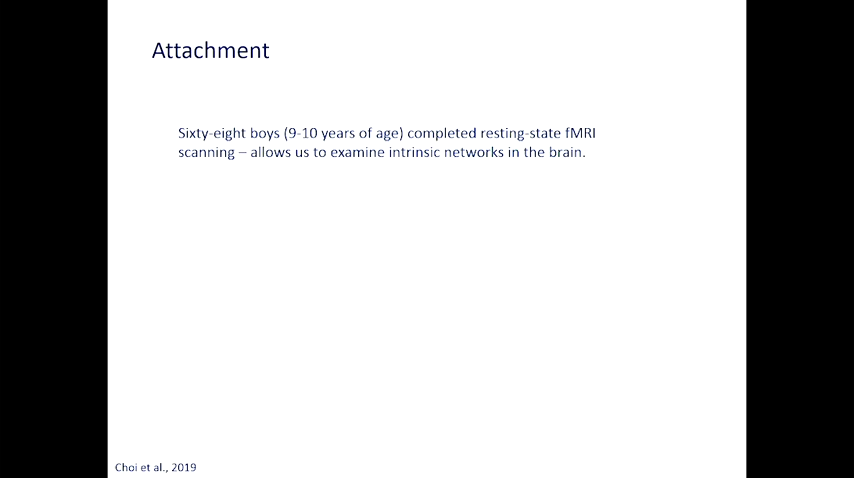 Attachment
Sixty-eight boys (9-10 years of age) completed resting-state fMRI
scanning – allows us to examine intrinsic networks in the brain.
Choi et al., 2019